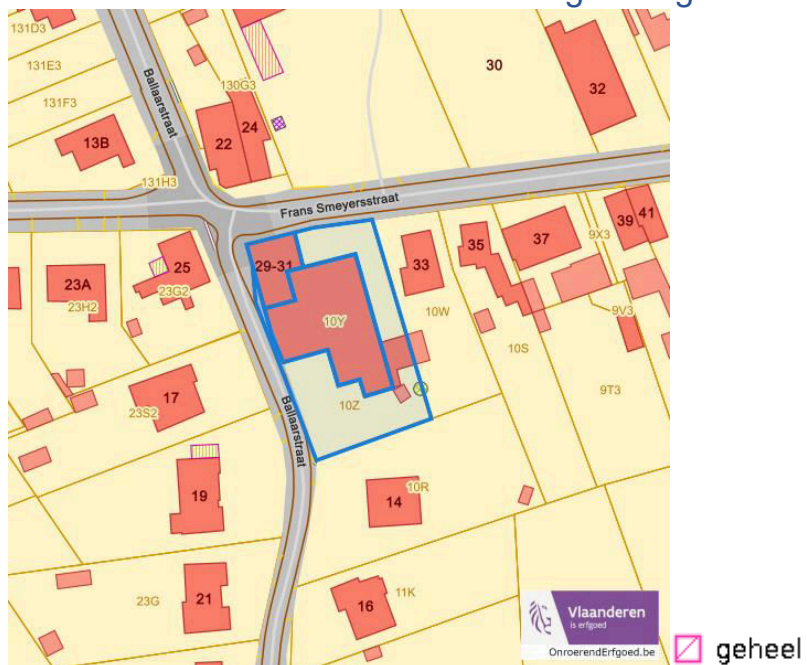 131D3
131E3
131F3
13B
131H3
Ballaarstraat
130G3
22
24
30
32
Frans Smeyersstraat
23A
23H2
25
23G2
29-31
33
35
37
39
41
9X3
10W
10Y
9V3
10S
10Z
9T3
17
23S2
Ballaarstraat
19
14
10R
23G
21
16
11K
Vlaanderen
is erfgoed
OnroerendErfgoed.be
geheel